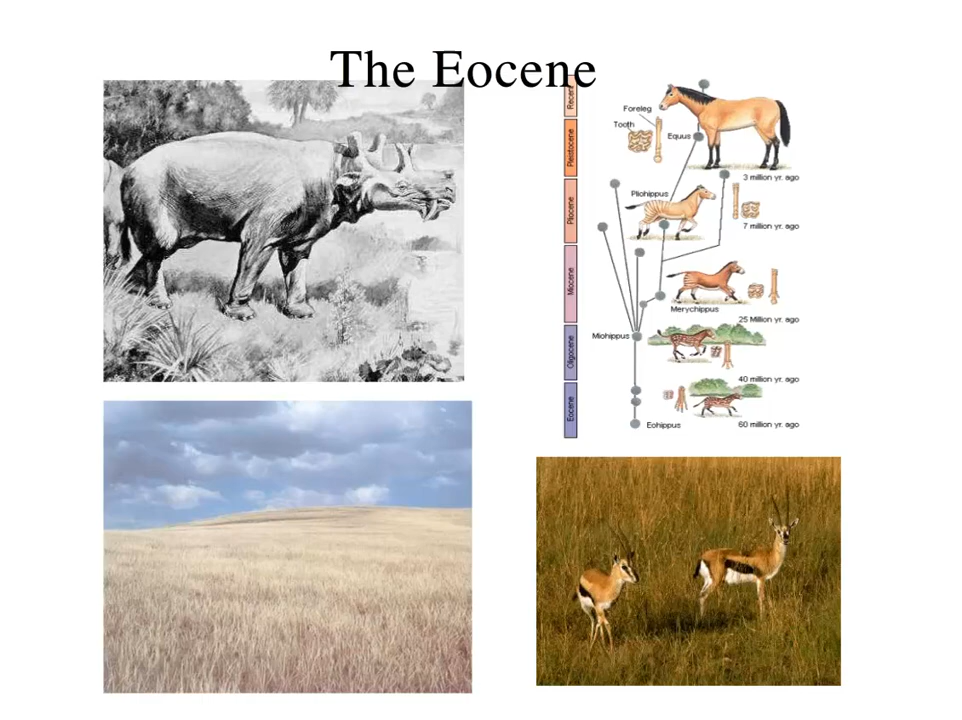 The Eocene
Recent
Foreleg
Tooth
Equus
Pleistocene
3 million yr. ago
Pliohippus
Pliocene
7 million yr. ago
Miocene
Merychippus
25 Million yr. ago
Miohippus
Oligocene
40 million yr. ago
Eocene
Eohippus
60 million yr. ago